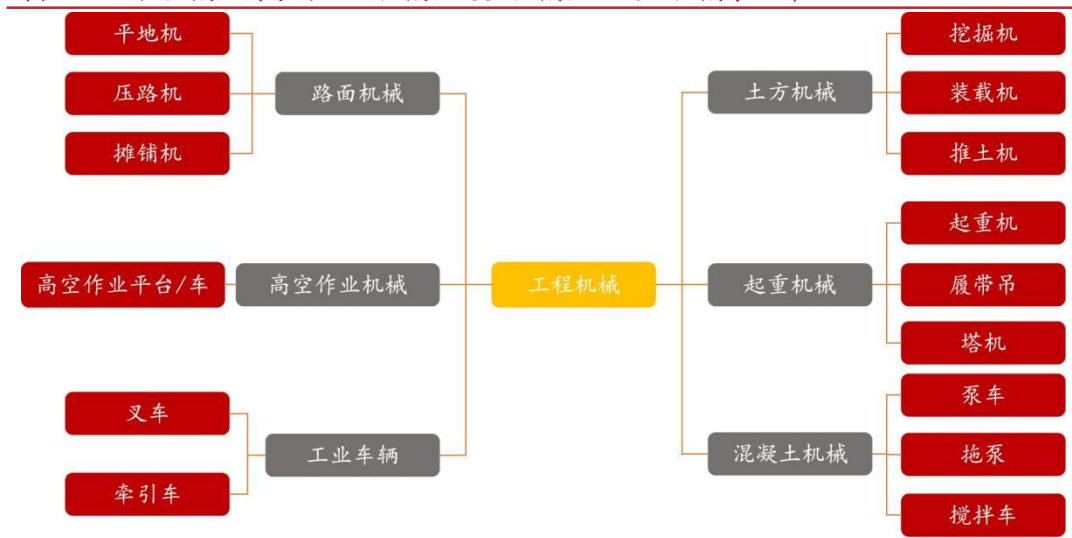 平地机
压路机
摊铺机
路面机械
高空作业平台/车
高空作业机械
叉车
牵引车
工业车辆
工程机械
土方机械
挖掘机
装载机
推土机
起重机械
起重机
履带吊
塔机
混凝土机械
泵车
拖泵
搅拌车